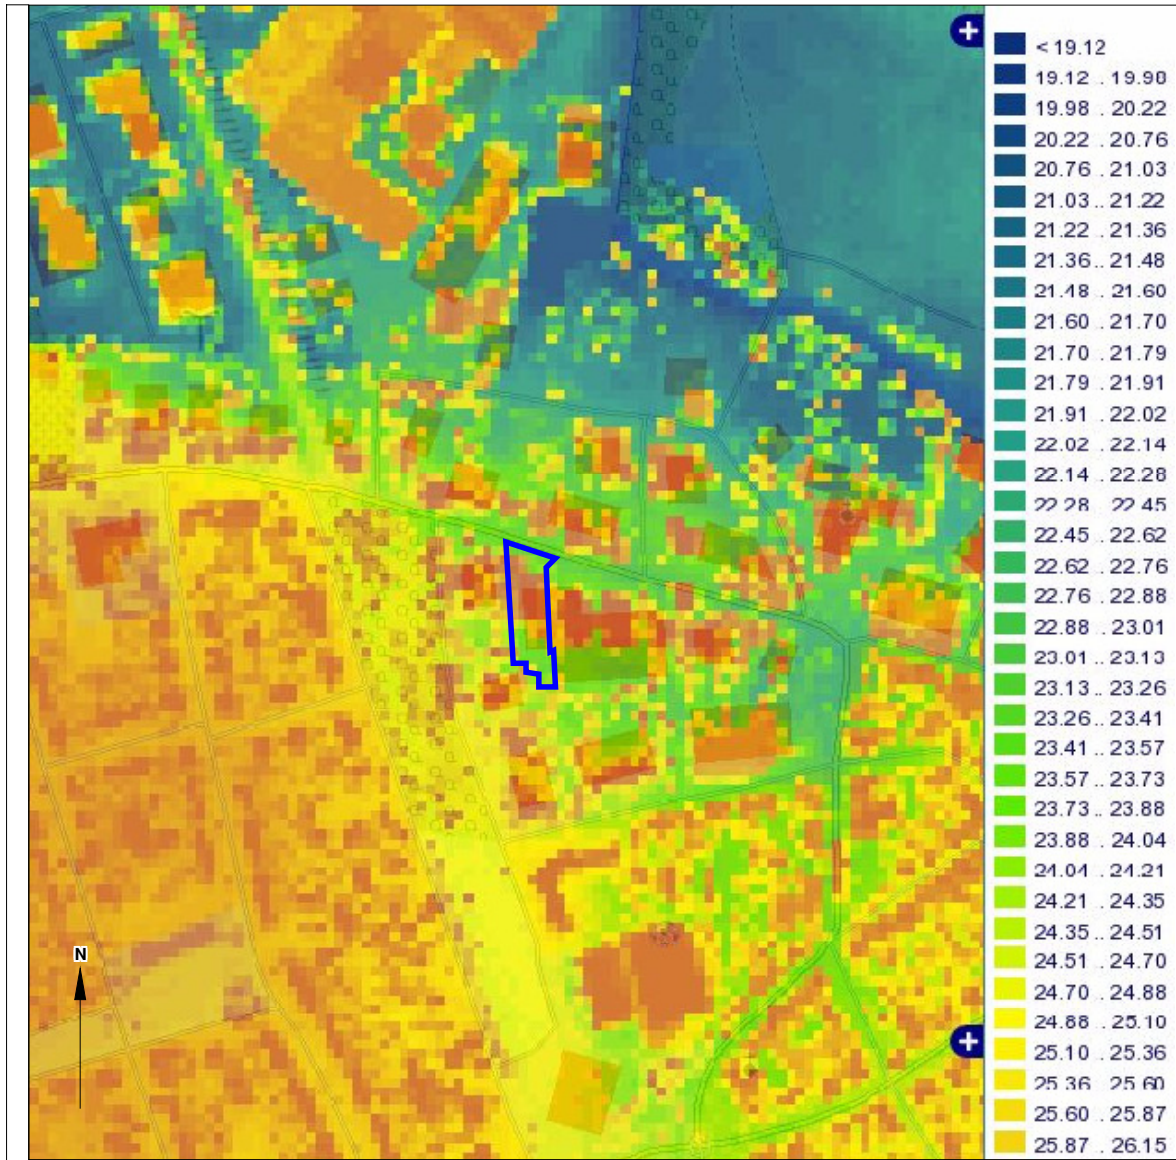 < 19.12
19.12 . 19.98
19.98 . 20.22
20.22 . 20.76
20.76 . 21.03
21.03 . 21.22
21.22 . 21.36
21.36 .. 21.48
21.48 . 21.60
21.60 . 21.70
21.70 . 21.79
21.79 . 21.91
21.91 . 22.02
22.02 . 22.14
22.14 . 22.28
22.28 . 22.45
22.45 . 22.62
22.62 . 22.76
22.76 . 22.88
22.88 . 23.01
23.01 . 23.13
23.13 .. 23.26
23.26 .. 23.41
23.41 .. 23.57
23.57 . 23.73
23.73 . 23.88
23.88 . 24.04
24.04 . 24.21
24.21 . 24.35
24.35 .. 24.51
24.51 . 24.70
24.70 . 24.88
24.88 . 25.10
25.10 . 25.36
25.36 . 25.60
25.60 . 25.87
25.87 . 26.15
N